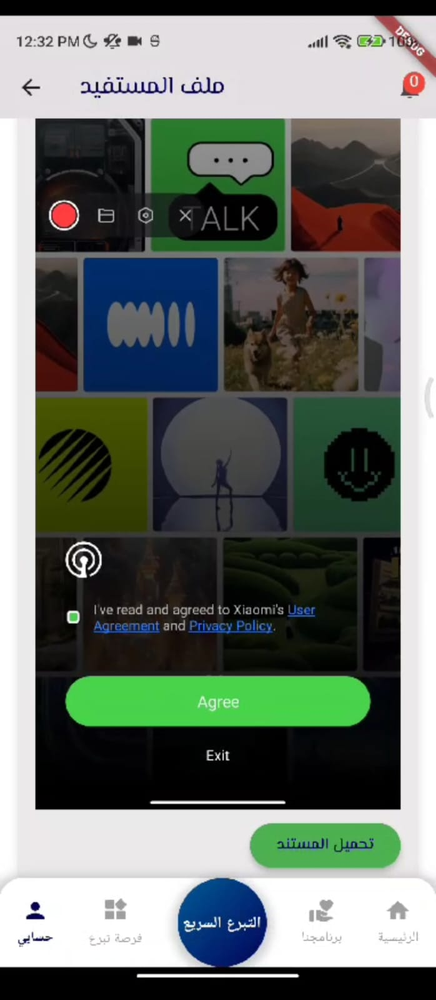 12:32 PM
DEBUG
ملف المستفيد
0
TALK
I've read and agreed to Xiaomi's User
Agreement and Privacy Policy.
Agree
Exit
تحميل المستند
الرئيسية
برنامجنا
التبرع السريع
فرصة تبرع
حسابي